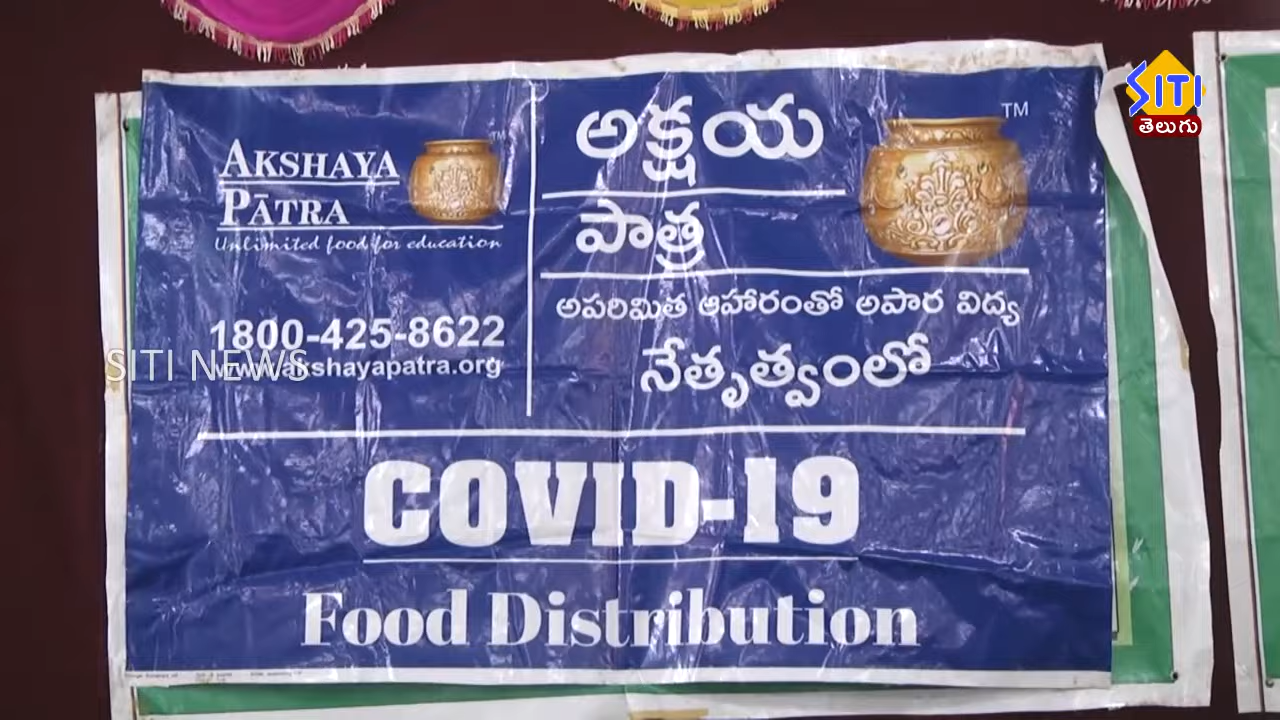 AKSHAYA
PĀTRA
Unlimited food for education
1800-425-8622
www.akshayapatra.org
అక్షయ
పాత్ర
TM
అపరిమిత ఆహారంతో అపార విద్య
నేతృత్వంలో
COVID-19
Food Distribution
SITI
తెలుగు
SITI NEWS